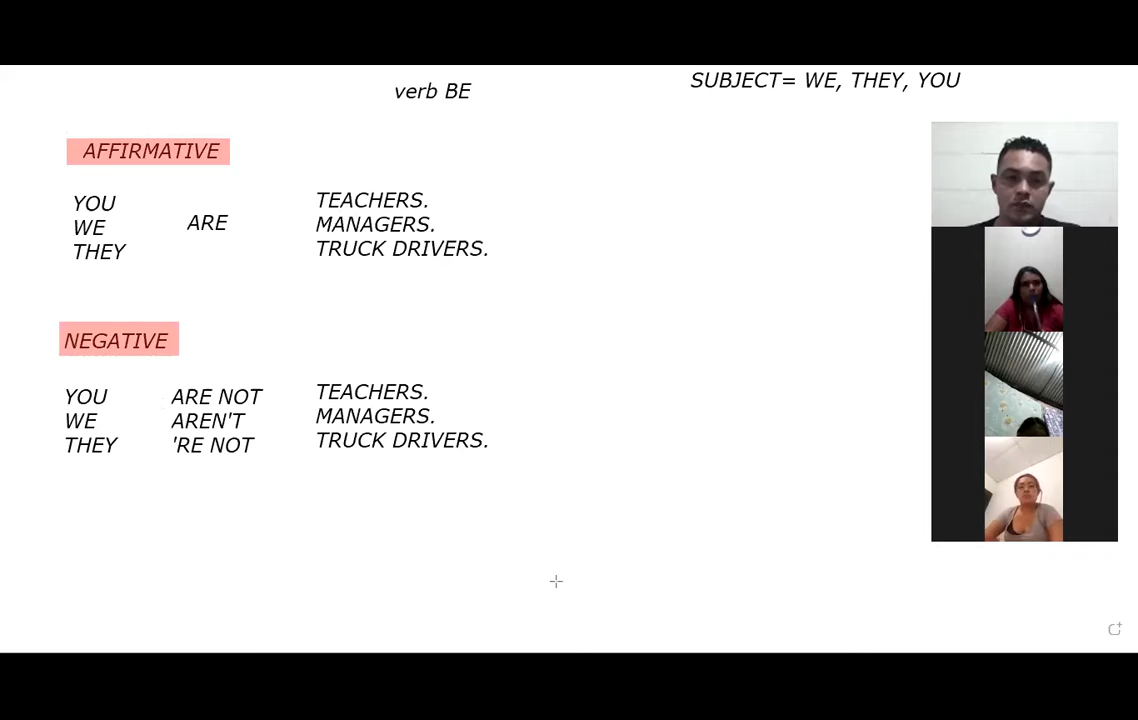 verb BE
SUBJECT= WE, THEY, YOU
AFFIRMATIVE
YOU
WE
THEY
ARE
TEACHERS.
MANAGERS.
TRUCK DRIVERS.
NEGATIVE
YOU
WE
THEY
ARE NOT
AREN'T
'RE NOT
TEACHERS.
MANAGERS.
TRUCK DRIVERS.